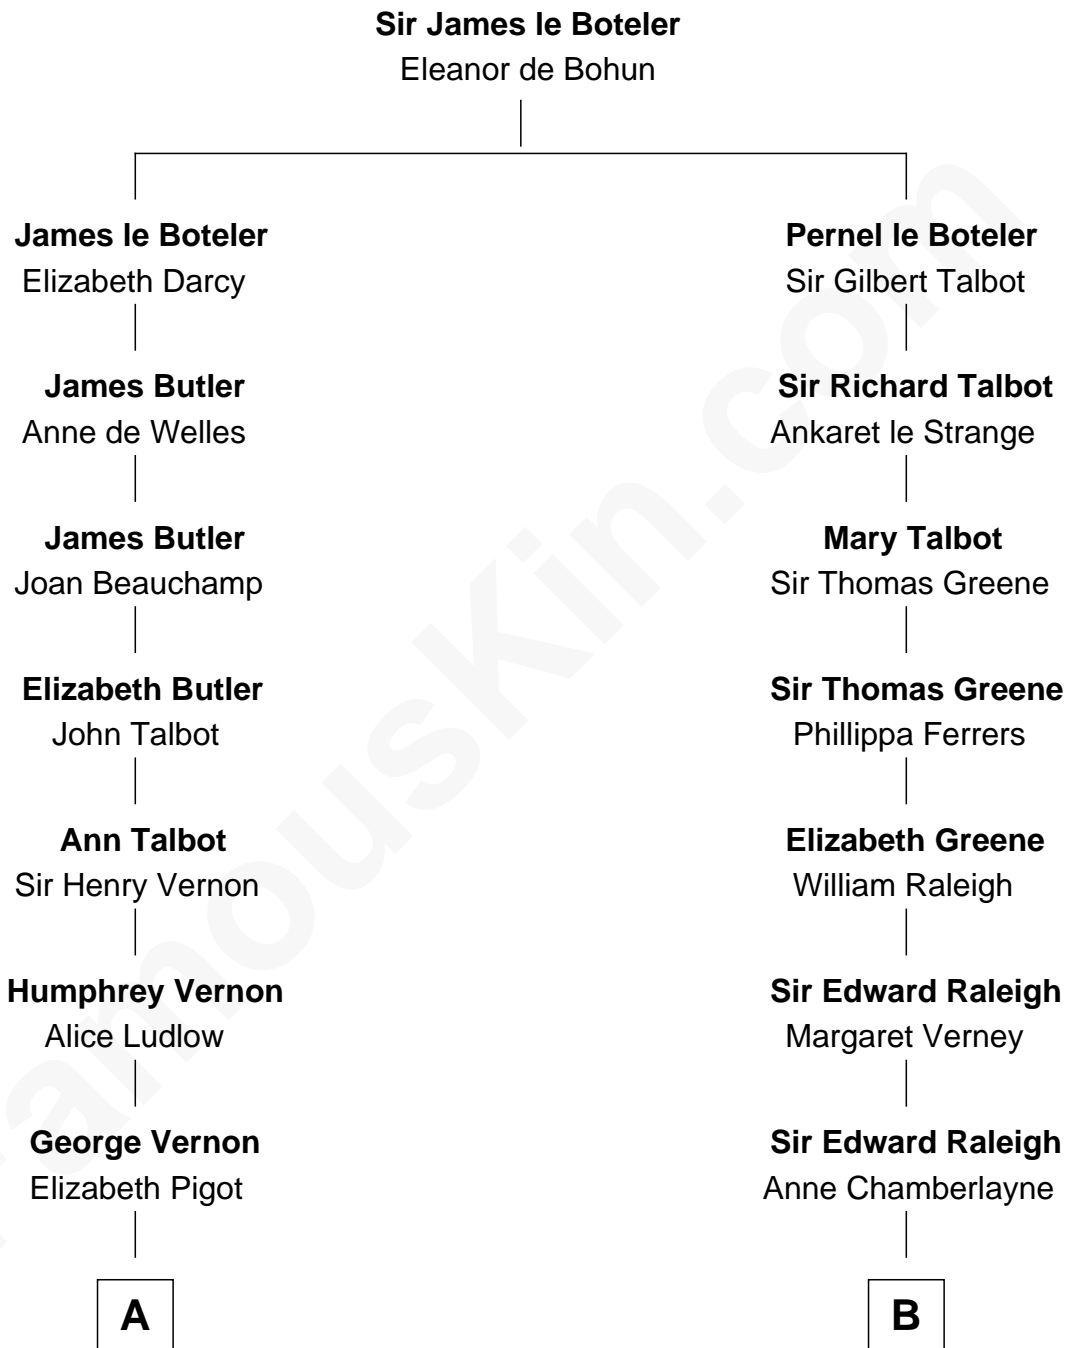 Sir James le Boteler
Eleanor de Bohun
James le Boteler
Elizabeth Darcy
Pernel le Boteler
Sir Gilbert Talbot
James Butler
Anne de Welles
Sir Richard Talbot
Ankaret le Strange
James Butler
Joan Beauchamp
Mary Talbot
Sir Thomas Greene
Elizabeth Butler
John Talbot
Sir Thomas Greene
Phillippa Ferrers
Ann Talbot
Sir Henry Vernon
Elizabeth Greene
William Raleigh
Humphrey Vernon
Alice Ludlow
Sir Edward Raleigh
Margaret Verney
George Vernon
Elizabeth Pigot
Sir Edward Raleigh
Anne Chamberlayne
A
B
FamousKin.com